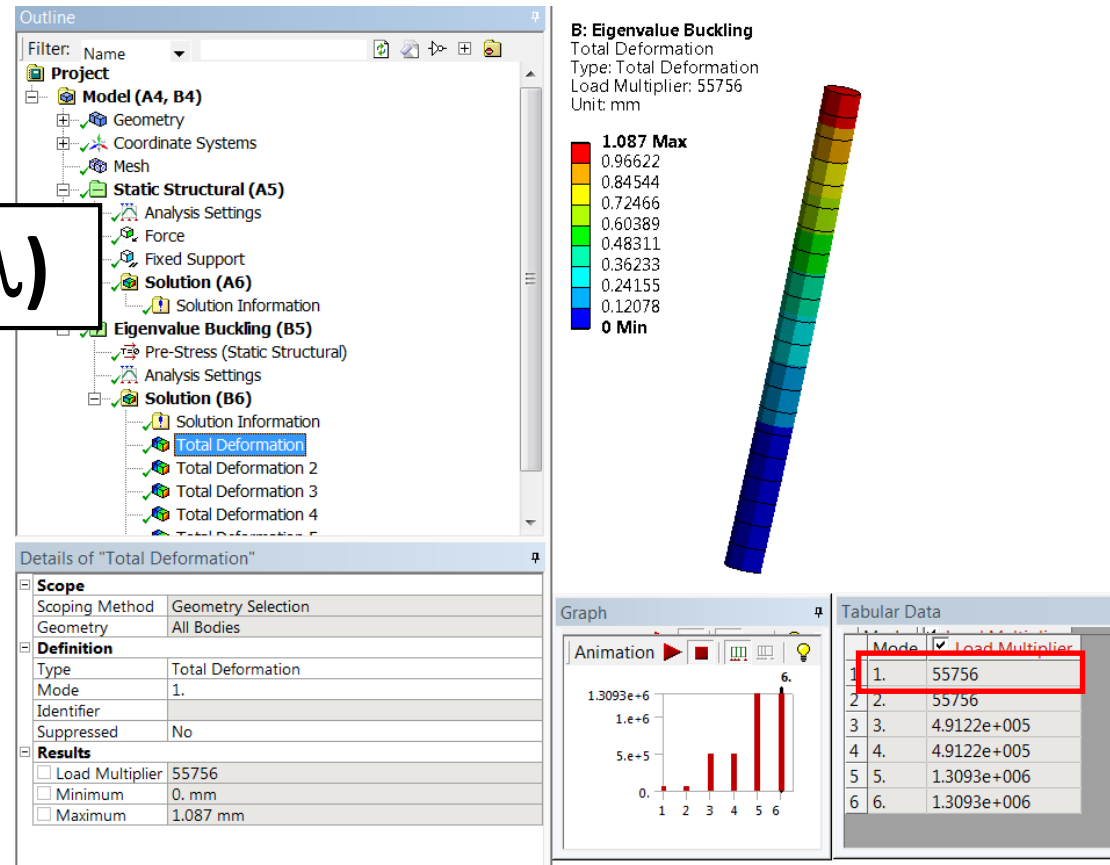 Outline
Filter: Name
Project
Model (A4, B4)
Geometry
Coordinate Systems
Mesh
Static Structural (A5)
Analysis Settings
Force
Fixed Support
Solution (A6)
Solution Information
Eigenvalue Buckling (B5)
Pre-Stress (Static Structural)
Analysis Settings
Solution (B6)
Solution Information
Total Deformation
Total Deformation 2
Total Deformation 3
Total Deformation 4
Details of "Total Deformation"
Scope
Scoping Method Geometry Selection
Geometry All Bodies
Definition
Type Total Deformation
Mode 1.
Identifier
Suppressed No
Results
Load Multiplier 55756
Minimum 0. mm
Maximum 1.087 mm
B: Eigenvalue Buckling
Total Deformation
Type: Total Deformation
Load Multiplier: 55756
Unit: mm
1.087 Max
0.96622
0.84544
0.72466
0.60389
0.48311
0.36233
0.24155
0.12078
0 Min
Graph
Animation
6.
1.3093e+6
1.e+6
5.e+5
0.
1 2 3 4 5 6
Tabular Data
Mode Load Multiplier
1 1. 55756
2 2. 55756
3 3. 4.9122e+005
4 4. 4.9122e+005
5 5. 1.3093e+006
6 6. 1.3093e+006